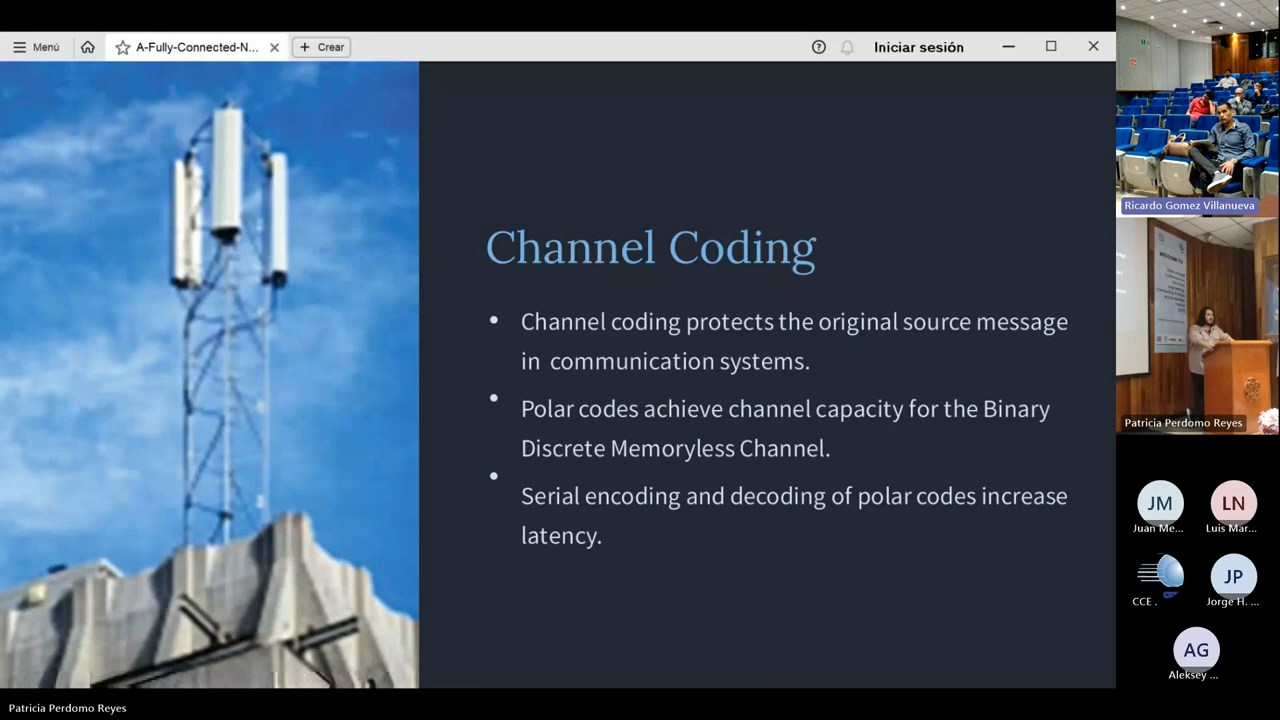 Menú
A-Fully-Connected-N...
Crear
Iniciar sesión
Channel Coding
Channel coding protects the original source message
in communication systems.
Polar codes achieve channel capacity for the Binary
Discrete Memoryless Channel.
Serial encoding and decoding of polar codes increase
latency.
Ricardo Gomez Villanueva
WELCOME TO
Patricia Perdomo Reyes
JM
Juan Me...
LN
Luis Mar...
CCE .
JP
Jorge H. ...
AG
Aleksey ...
Patricia Perdomo Reyes